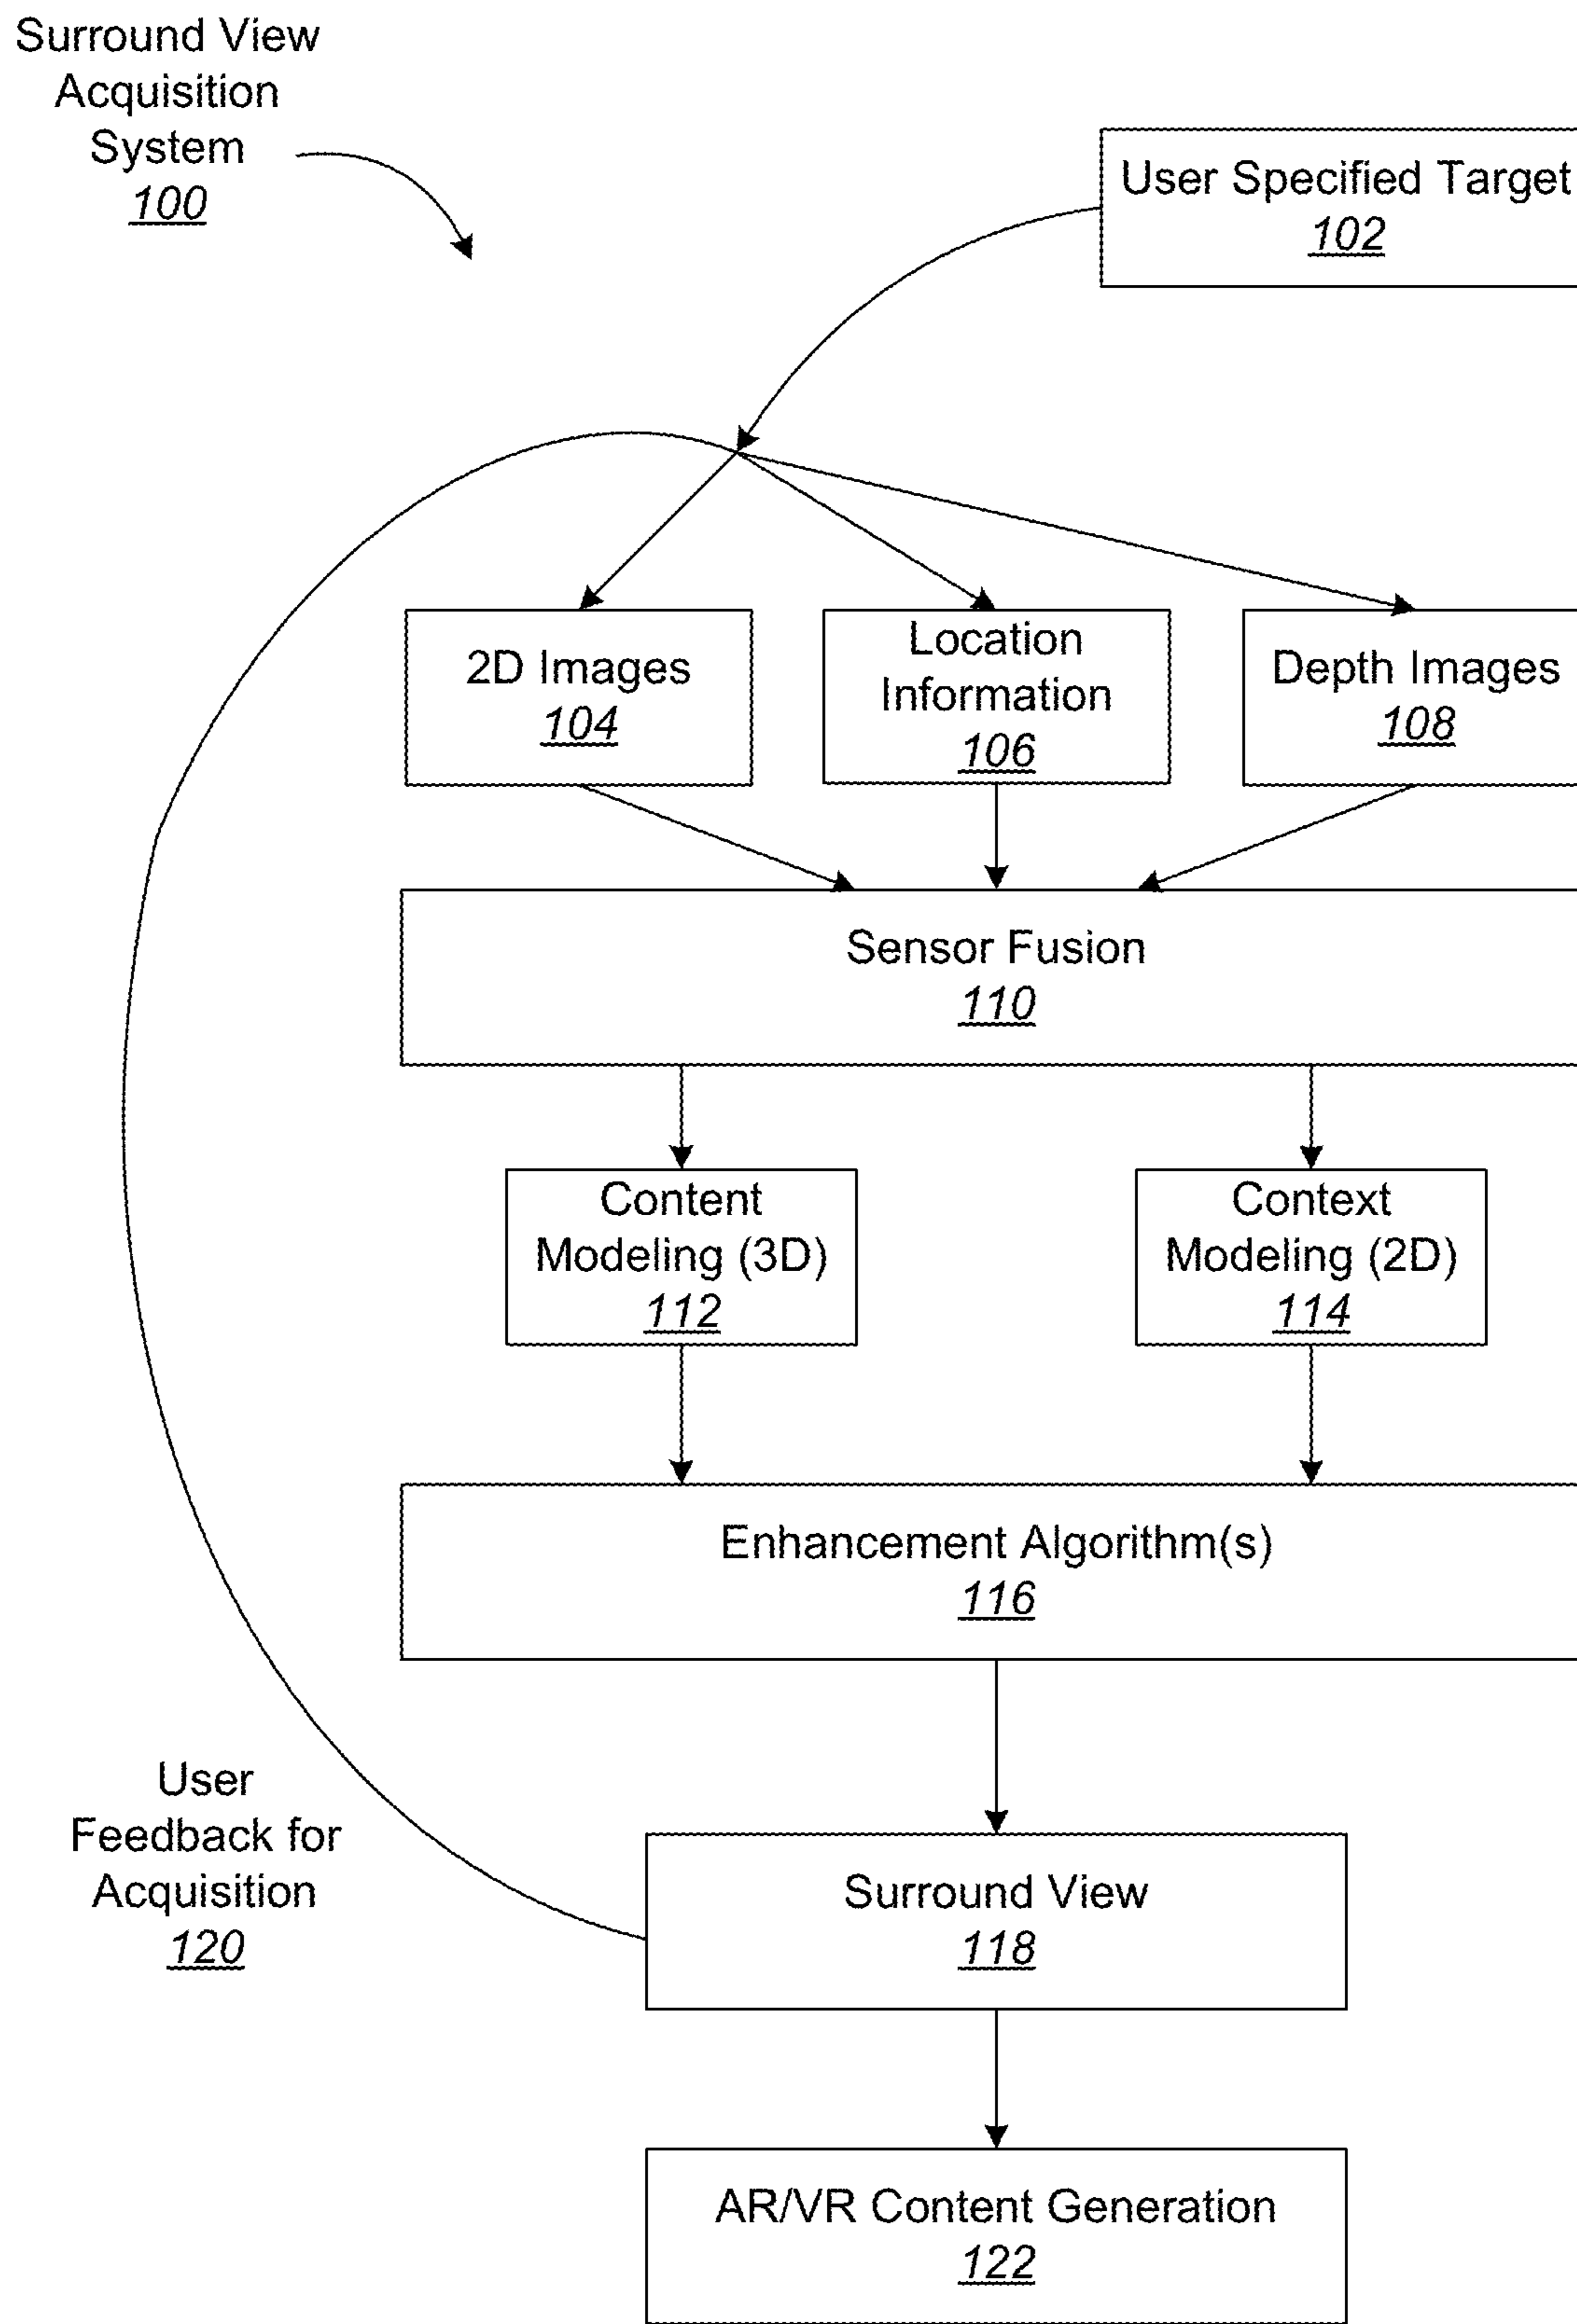 Surround View
Acquisition
System
100
User Specified Target
102
2D Images
104
Location
Information
106
Depth Images
108
Sensor Fusion
110
Content
Modeling (3D)
112
Context
Modeling (2D)
114
Enhancement Algorithm(s)
116
User
Feedback for
Acquisition
120
Surround View
118
AR/VR Content Generation
122